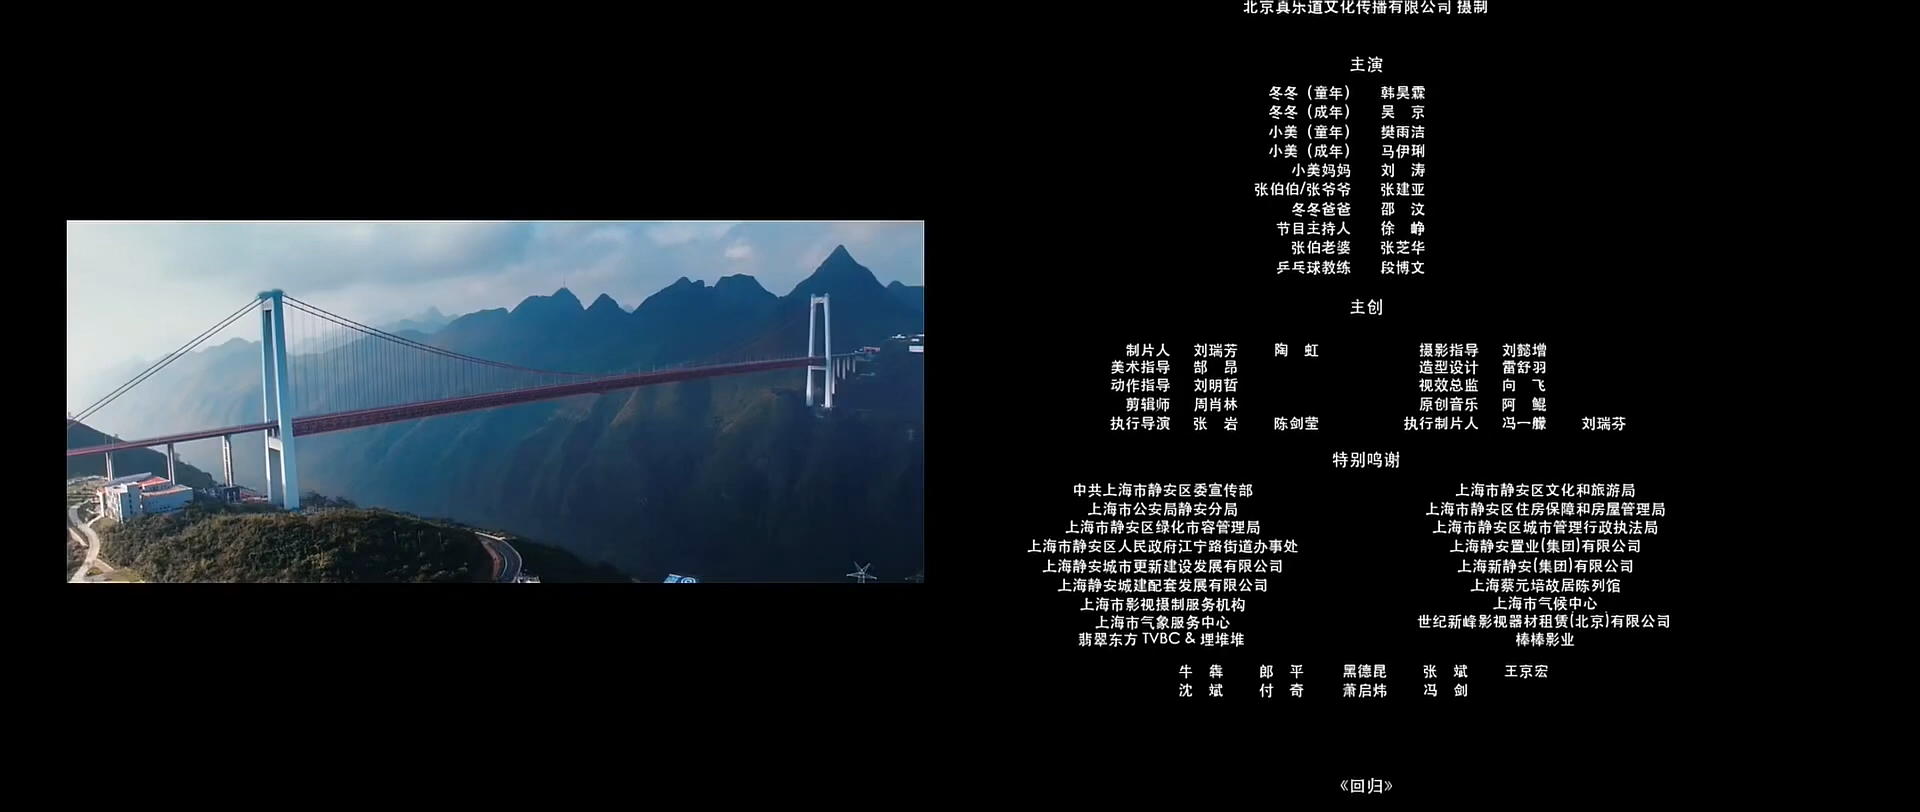 北京真乐道文化传播有限公司 摄制
主演
冬冬（童年） 韩昊霖
冬冬（成年） 吴 京
小美（童年） 樊雨洁
小美（成年） 马伊琍
小美妈妈 刘 涛
张伯伯/张爷爷 张建亚
冬冬爸爸 邵 汶
节目主持人 徐 峥
张伯老婆 张芝华
乒乓球教练 段博文
主创
制片人 刘瑞芳 陶 虹 摄影指导 刘懿增
美术指导 郜 昂 造型设计 雷舒羽
动作指导 刘明哲 视效总监 向 飞
剪辑师 周肖林 原创音乐 阿 鲲
执行导演 张 岩 陈剑莹 执行制片人 冯一朦 刘瑞芬
特别鸣谢
中共上海市静安区委宣传部 上海市静安区文化和旅游局
上海市公安局静安分局 上海市静安区住房保障和房屋管理局
上海市静安区绿化市容管理局 上海市静安区城市管理行政执法局
上海市静安区人民政府江宁路街道办事处 上海静安置业(集团)有限公司
上海静安城市更新建设发展有限公司 上海新静安(集团)有限公司
上海静安城建配套发展有限公司 上海蔡元培故居陈列馆
上海市影视摄制服务机构 上海市气候中心
上海市气象服务中心 世纪新峰影视器材租赁(北京)有限公司
翡翠东方 TVBC & 埋堆堆 棒棒影业
牛 犇 郎 平 黑德昆 张 斌 王京宏
沈 斌 付 奇 萧启炜 冯 剑
《回归》